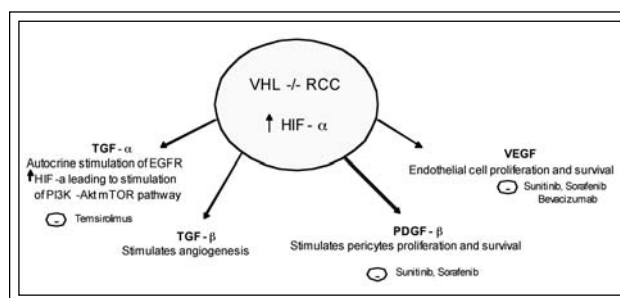 VHL -/- RCC
↑ HIF - α
TGF - α
Autocrine stimulation of EGFR
↑HIF -a leading to stimulation
of PI3K -Akt mTOR pathway
- Temsirolimus
TGF - β
Stimulates angiogenesis
PDGF - β
Stimulates pericytes proliferation and survival
- Sunitinib, Sorafenib
VEGF
Endothelial cell proliferation and survival
- Sunitinib, Sorafenib
Bevacizumab